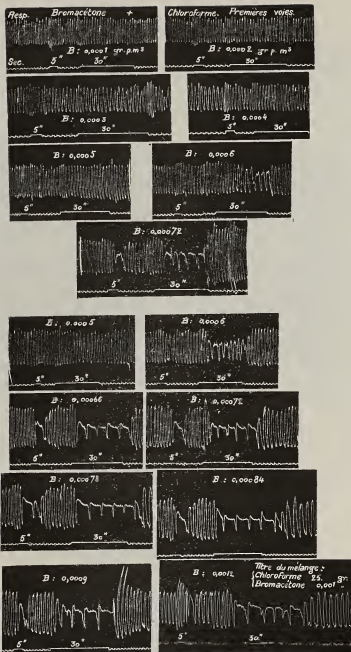 Resp. Bromacétone + Chloroforme. Premières voies.
B: 0,0001 gr.p.m³
B: 0,0002 gr.p.m³
Sec. 5" 30"
5" 30"
B: 0,0003
B: 0,0004
5" 30"
5" 30"
B: 0,0005
B: 0,0006
5" 30"
5" 30"
B: 0,00072
5" 30"
B: 0,0005
B: 0,0006
5" 30"
5" 30"
B: 0,00066
B: 0,00072
5" 30"
5" 30"
B: 0,00078
B: 0,00084
5" 30"
5" 30"
B: 0,0009
B: 0,0012
Titre du mélange:
Chloroforme 25. gr.
Bromacétone 0,001
5" 30"
5" 30"